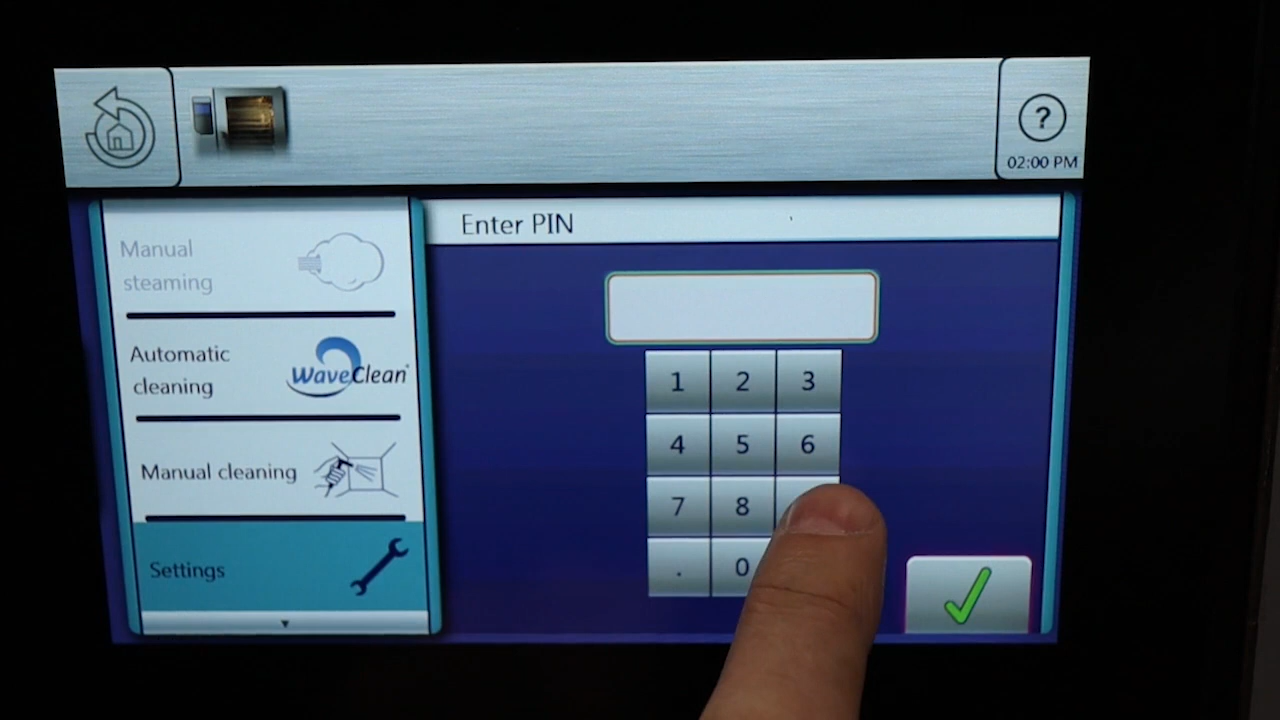 ?
02:00 PM
Manual
steaming
Automatic
cleaning
WaveClean
Manual cleaning
Settings
Enter PIN
1 2 3
4 5 6
7 8
. 0